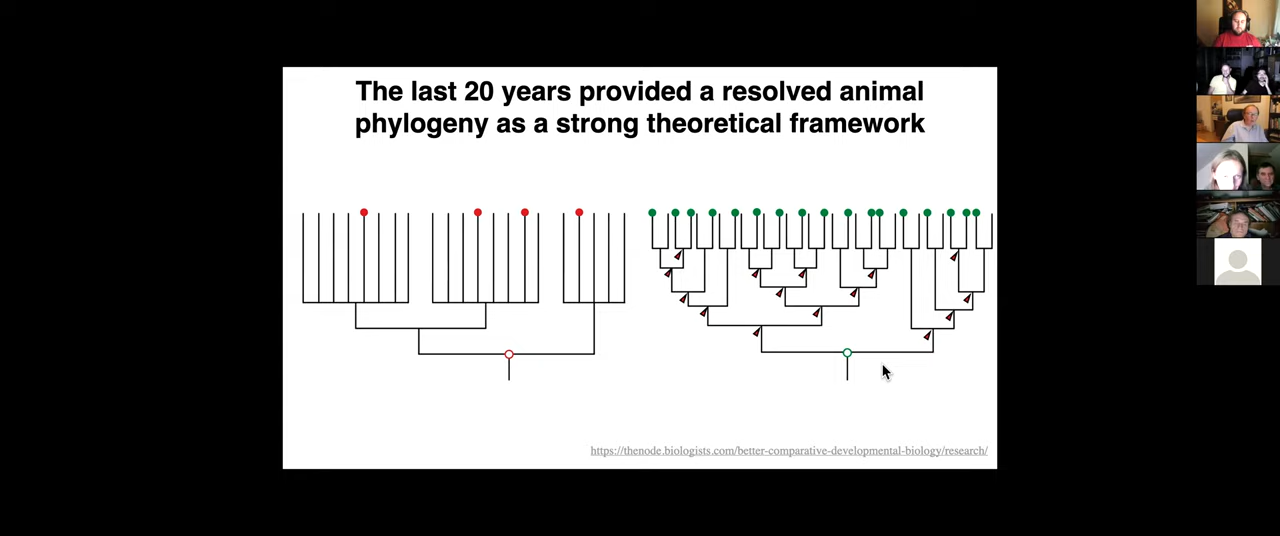 The last 20 years provided a resolved animal
phylogeny as a strong theoretical framework
https://thenode.biologists.com/better-comparative-developmental-biology/research/